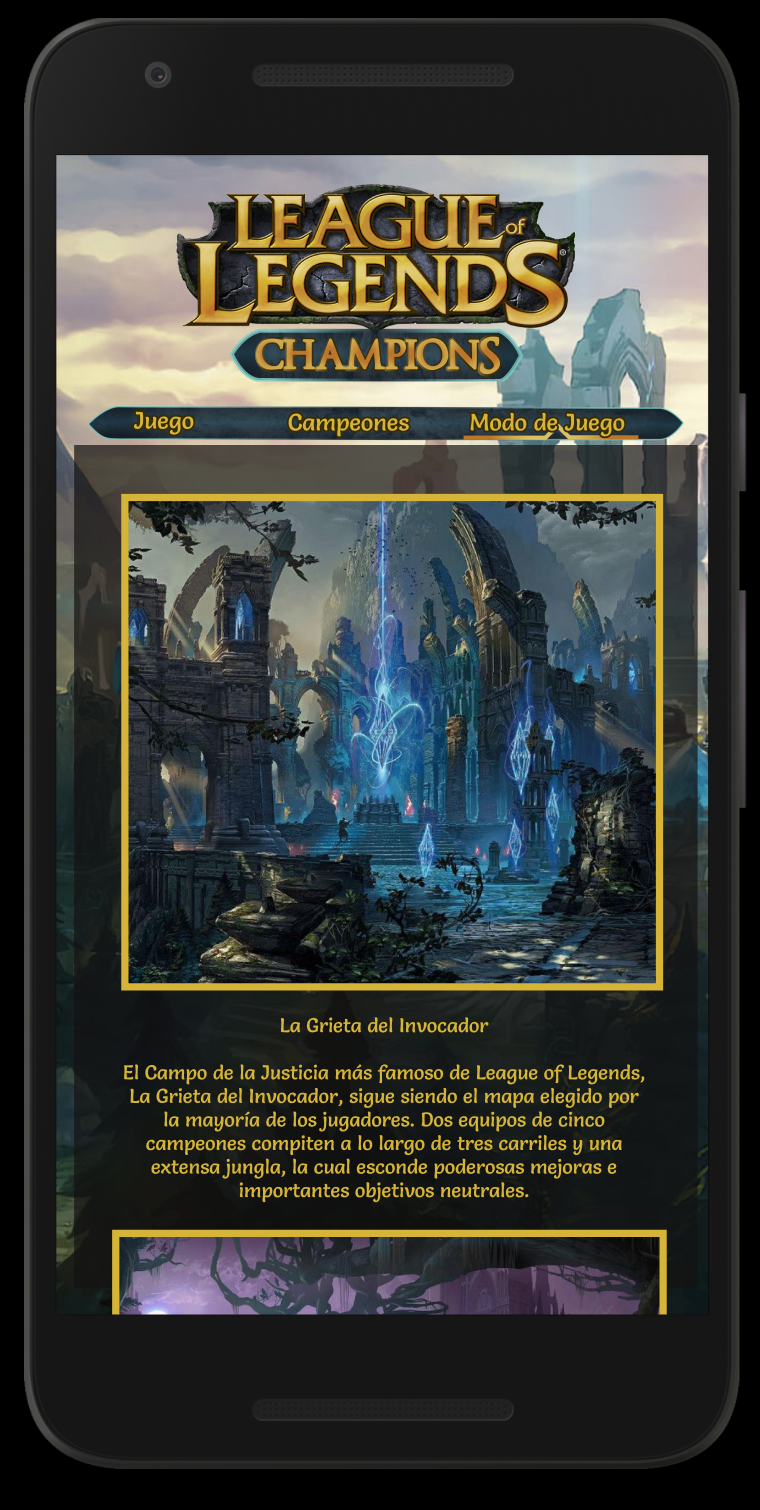 LEAGUE of
LEGENDS®
CHAMPIONS
Juego Campeones Modo de Juego
La Grieta del Invocador
El Campo de la Justicia más famoso de League of Legends,
La Grieta del Invocador, sigue siendo el mapa elegido por
la mayoría de los jugadores. Dos equipos de cinco
campeones compiten a lo largo de tres carriles y una
extensa jungla, la cual esconde poderosas mejoras e
importantes objetivos neutrales.